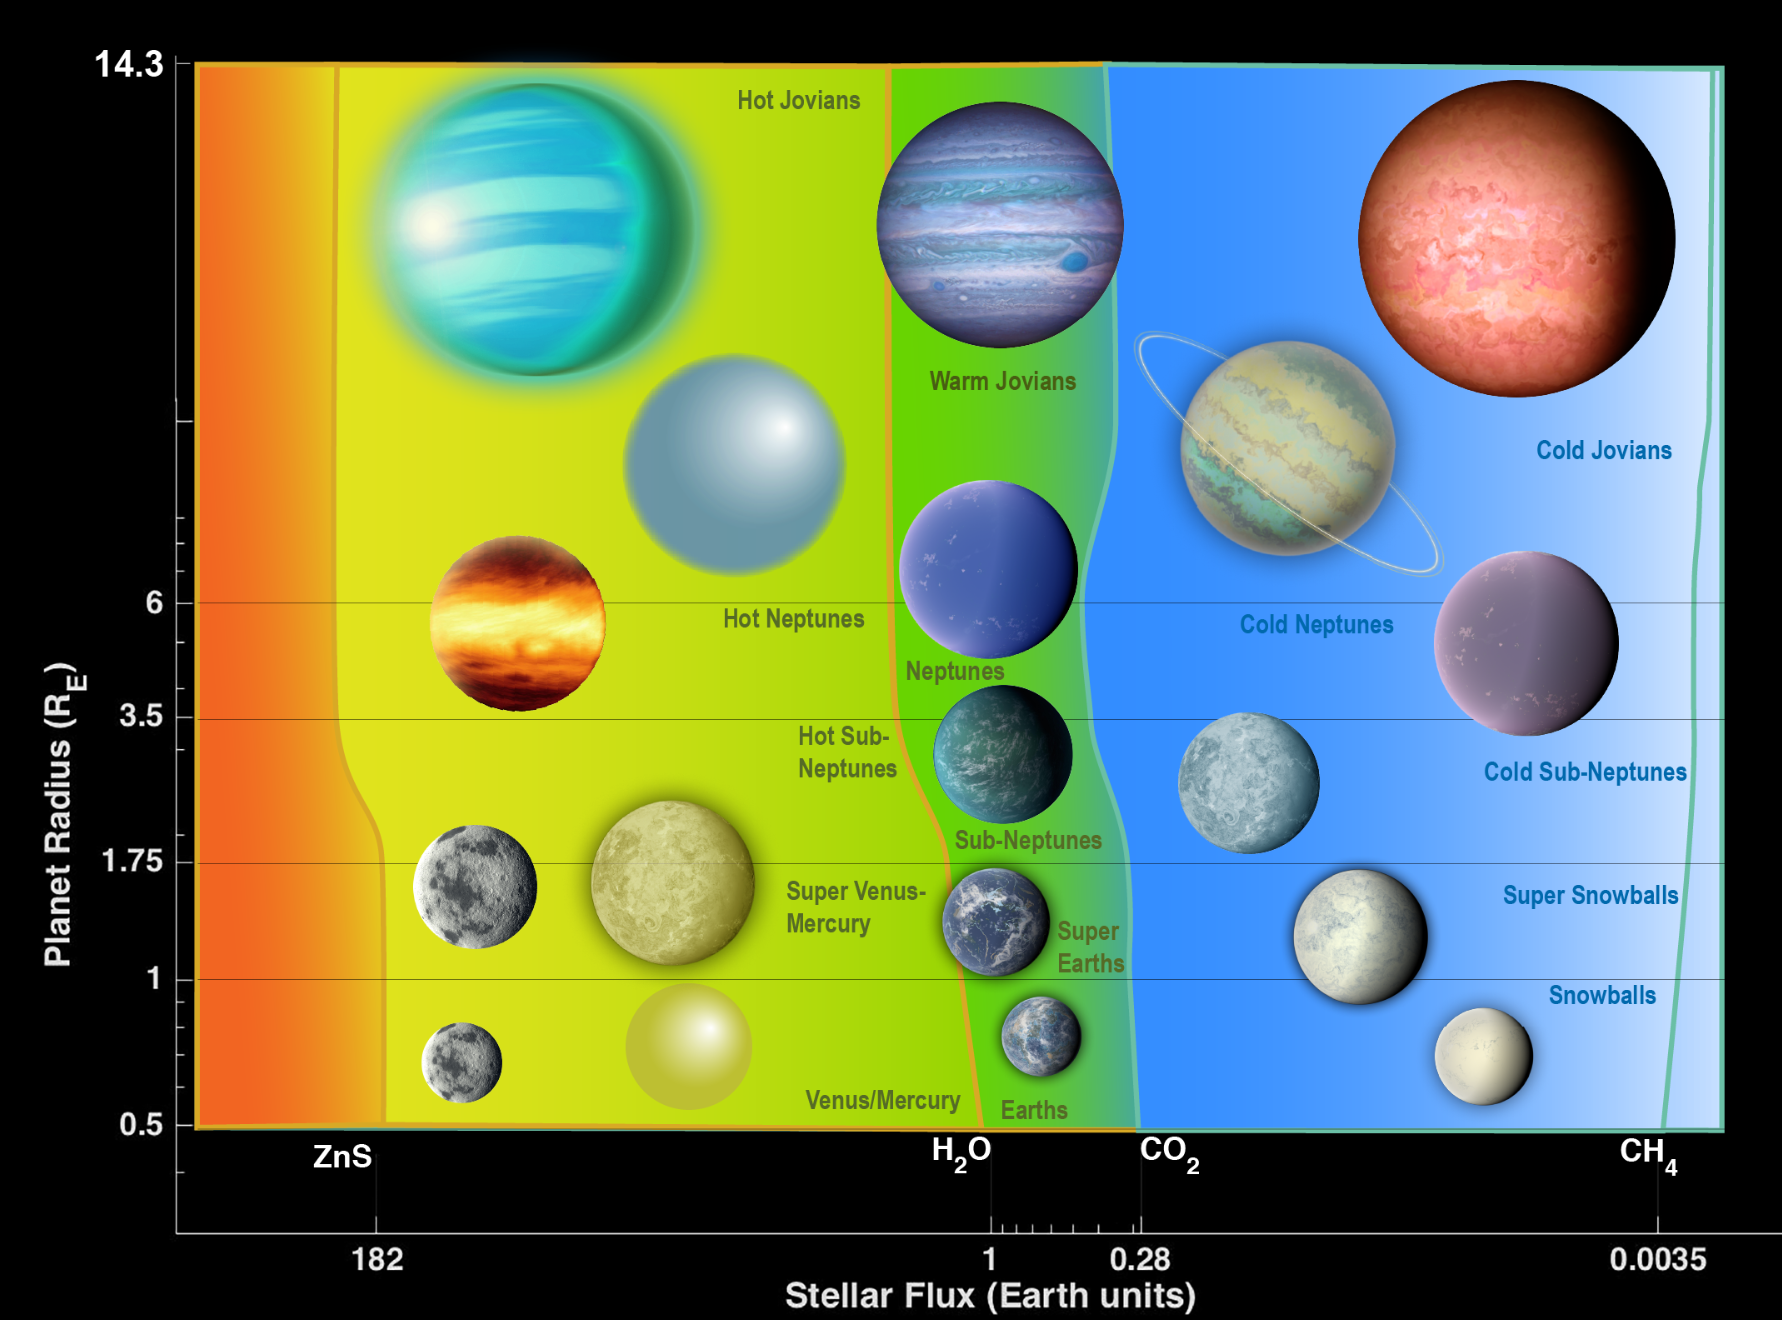 14.3
Hot Jovians
Warm Jovians
Cold Jovians
6
Hot Neptunes
Cold Neptunes
Neptunes
3.5
Hot Sub-
Neptunes
Cold Sub-Neptunes
Sub-Neptunes
1.75
Super Venus-
Mercury
Super Snowballs
Super
Earths
1
Snowballs
Venus/Mercury
Earths
0.5
Planet Radius (R_E)
ZnS
H₂O
CO₂
CH₄
182
1
0.28
0.0035
Stellar Flux (Earth units)